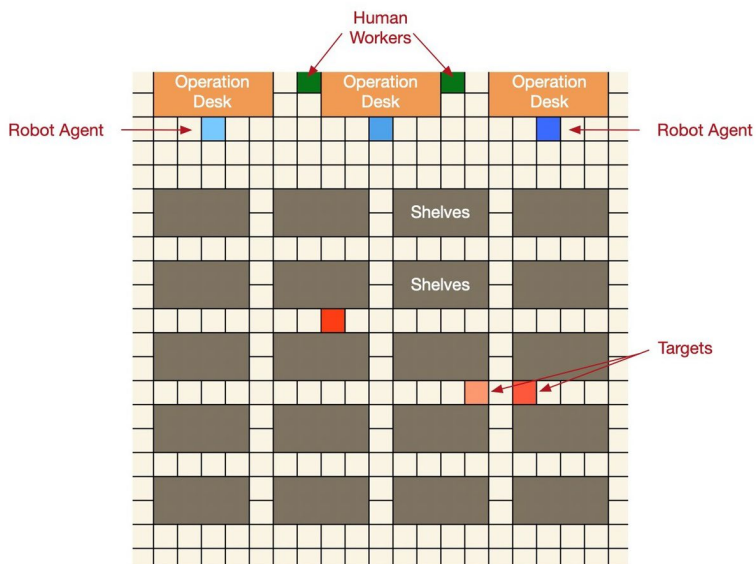 Human
Workers
Operation
Desk
Operation
Desk
Operation
Desk
Robot Agent
Robot Agent
Shelves
Shelves
Targets